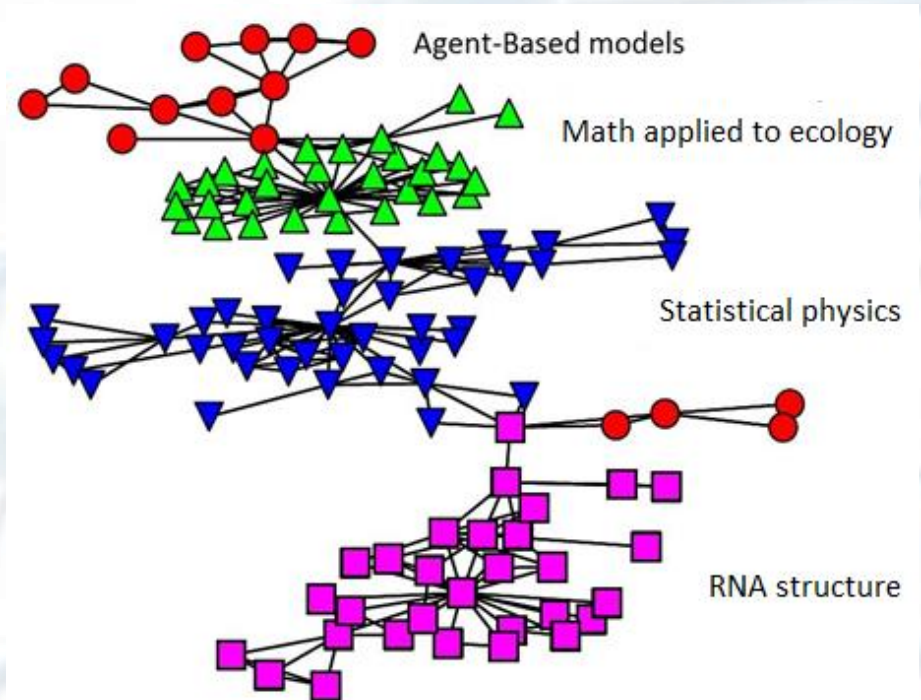 Agent-Based models
Math applied to ecology
Statistical physics
RNA structure